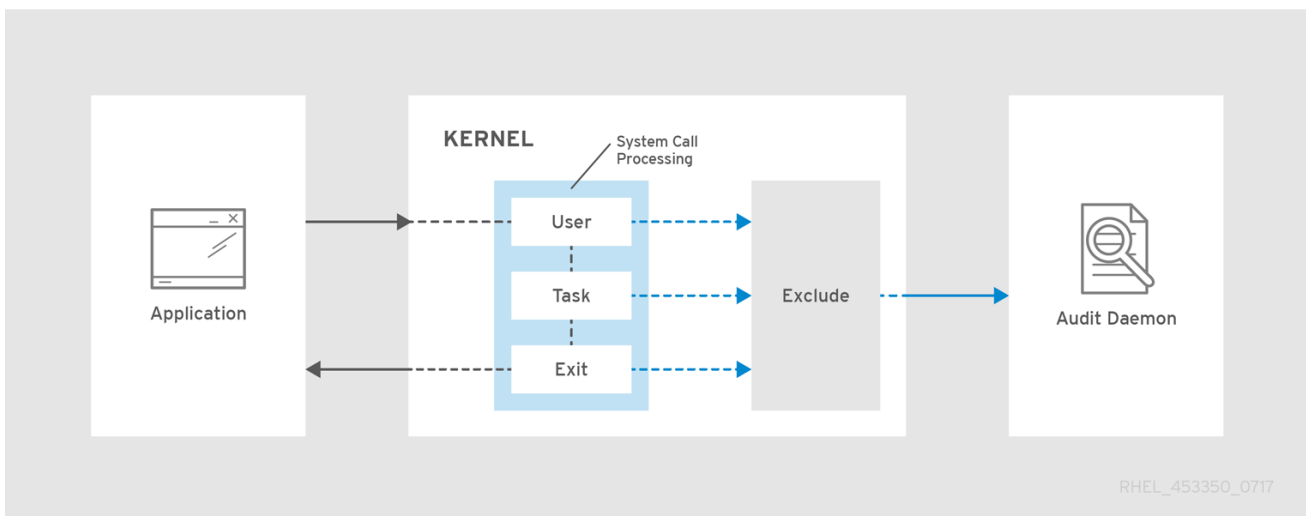 KERNEL
System Call
Processing
User
Task
Exit
Exclude
Application
Audit Daemon
RHEL_453350_0717